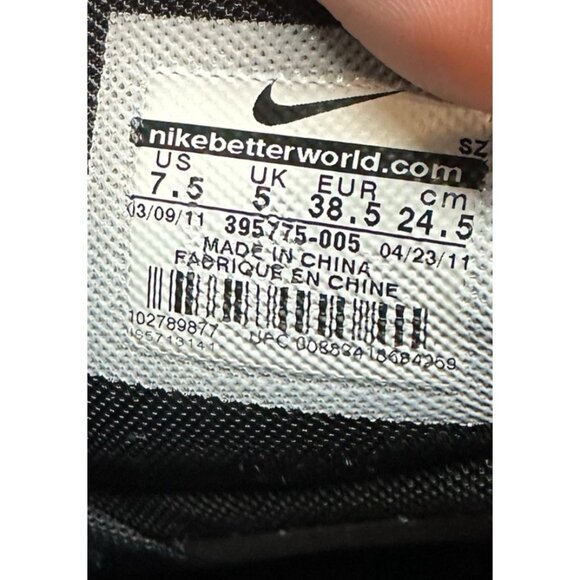 nikebetterworld.com SZ
US UK EUR cm
7.5 5 38.5 24.5
03/09/11 395775-005 04/23/11
MADE IN CHINA
FABRIQUE EN CHINE
102789877
UPC